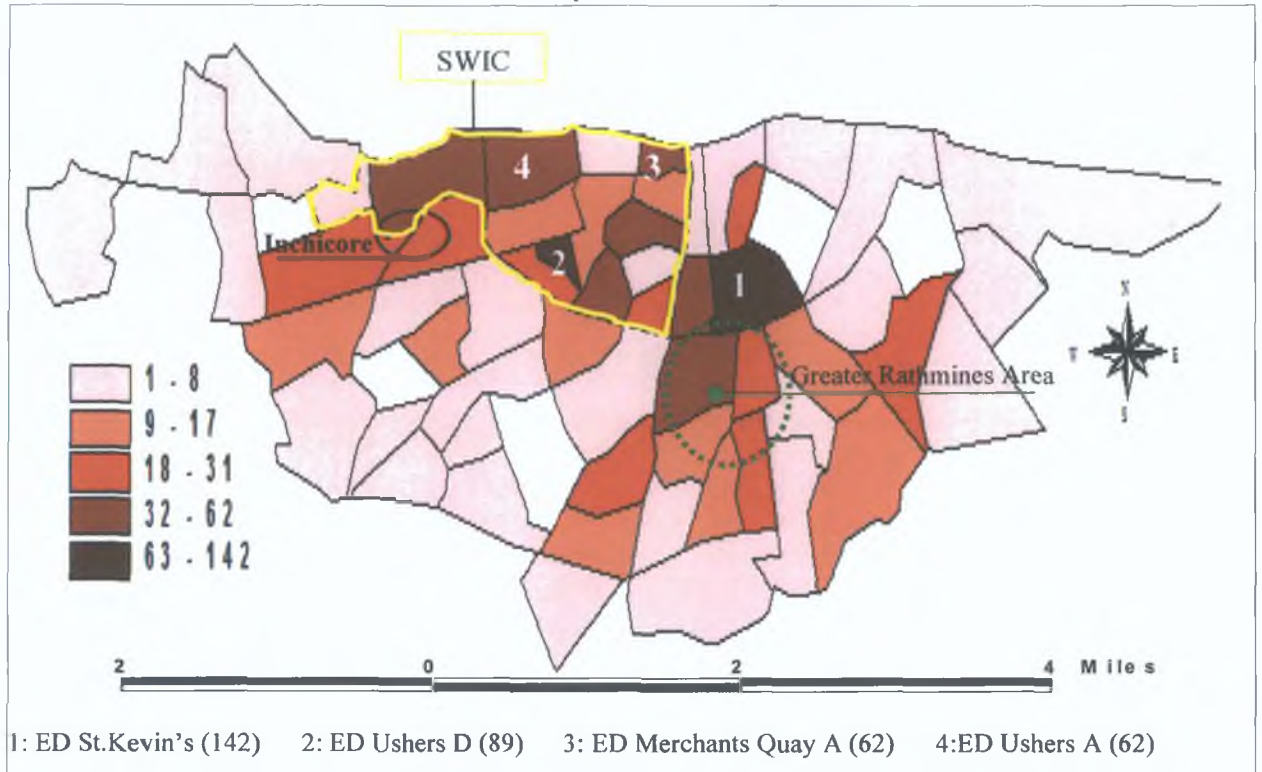 SWIC
4
3
Inchicore
2
1
N
E
S
Greater Rathmines Area
1 - 8
9 - 17
18 - 31
32 - 62
63 - 142
2 0 2 4 Miles
1: ED St.Kevin's (142) 2: ED Ushers D (89) 3: ED Merchants Quay A (62) 4:ED Ushers A (62)